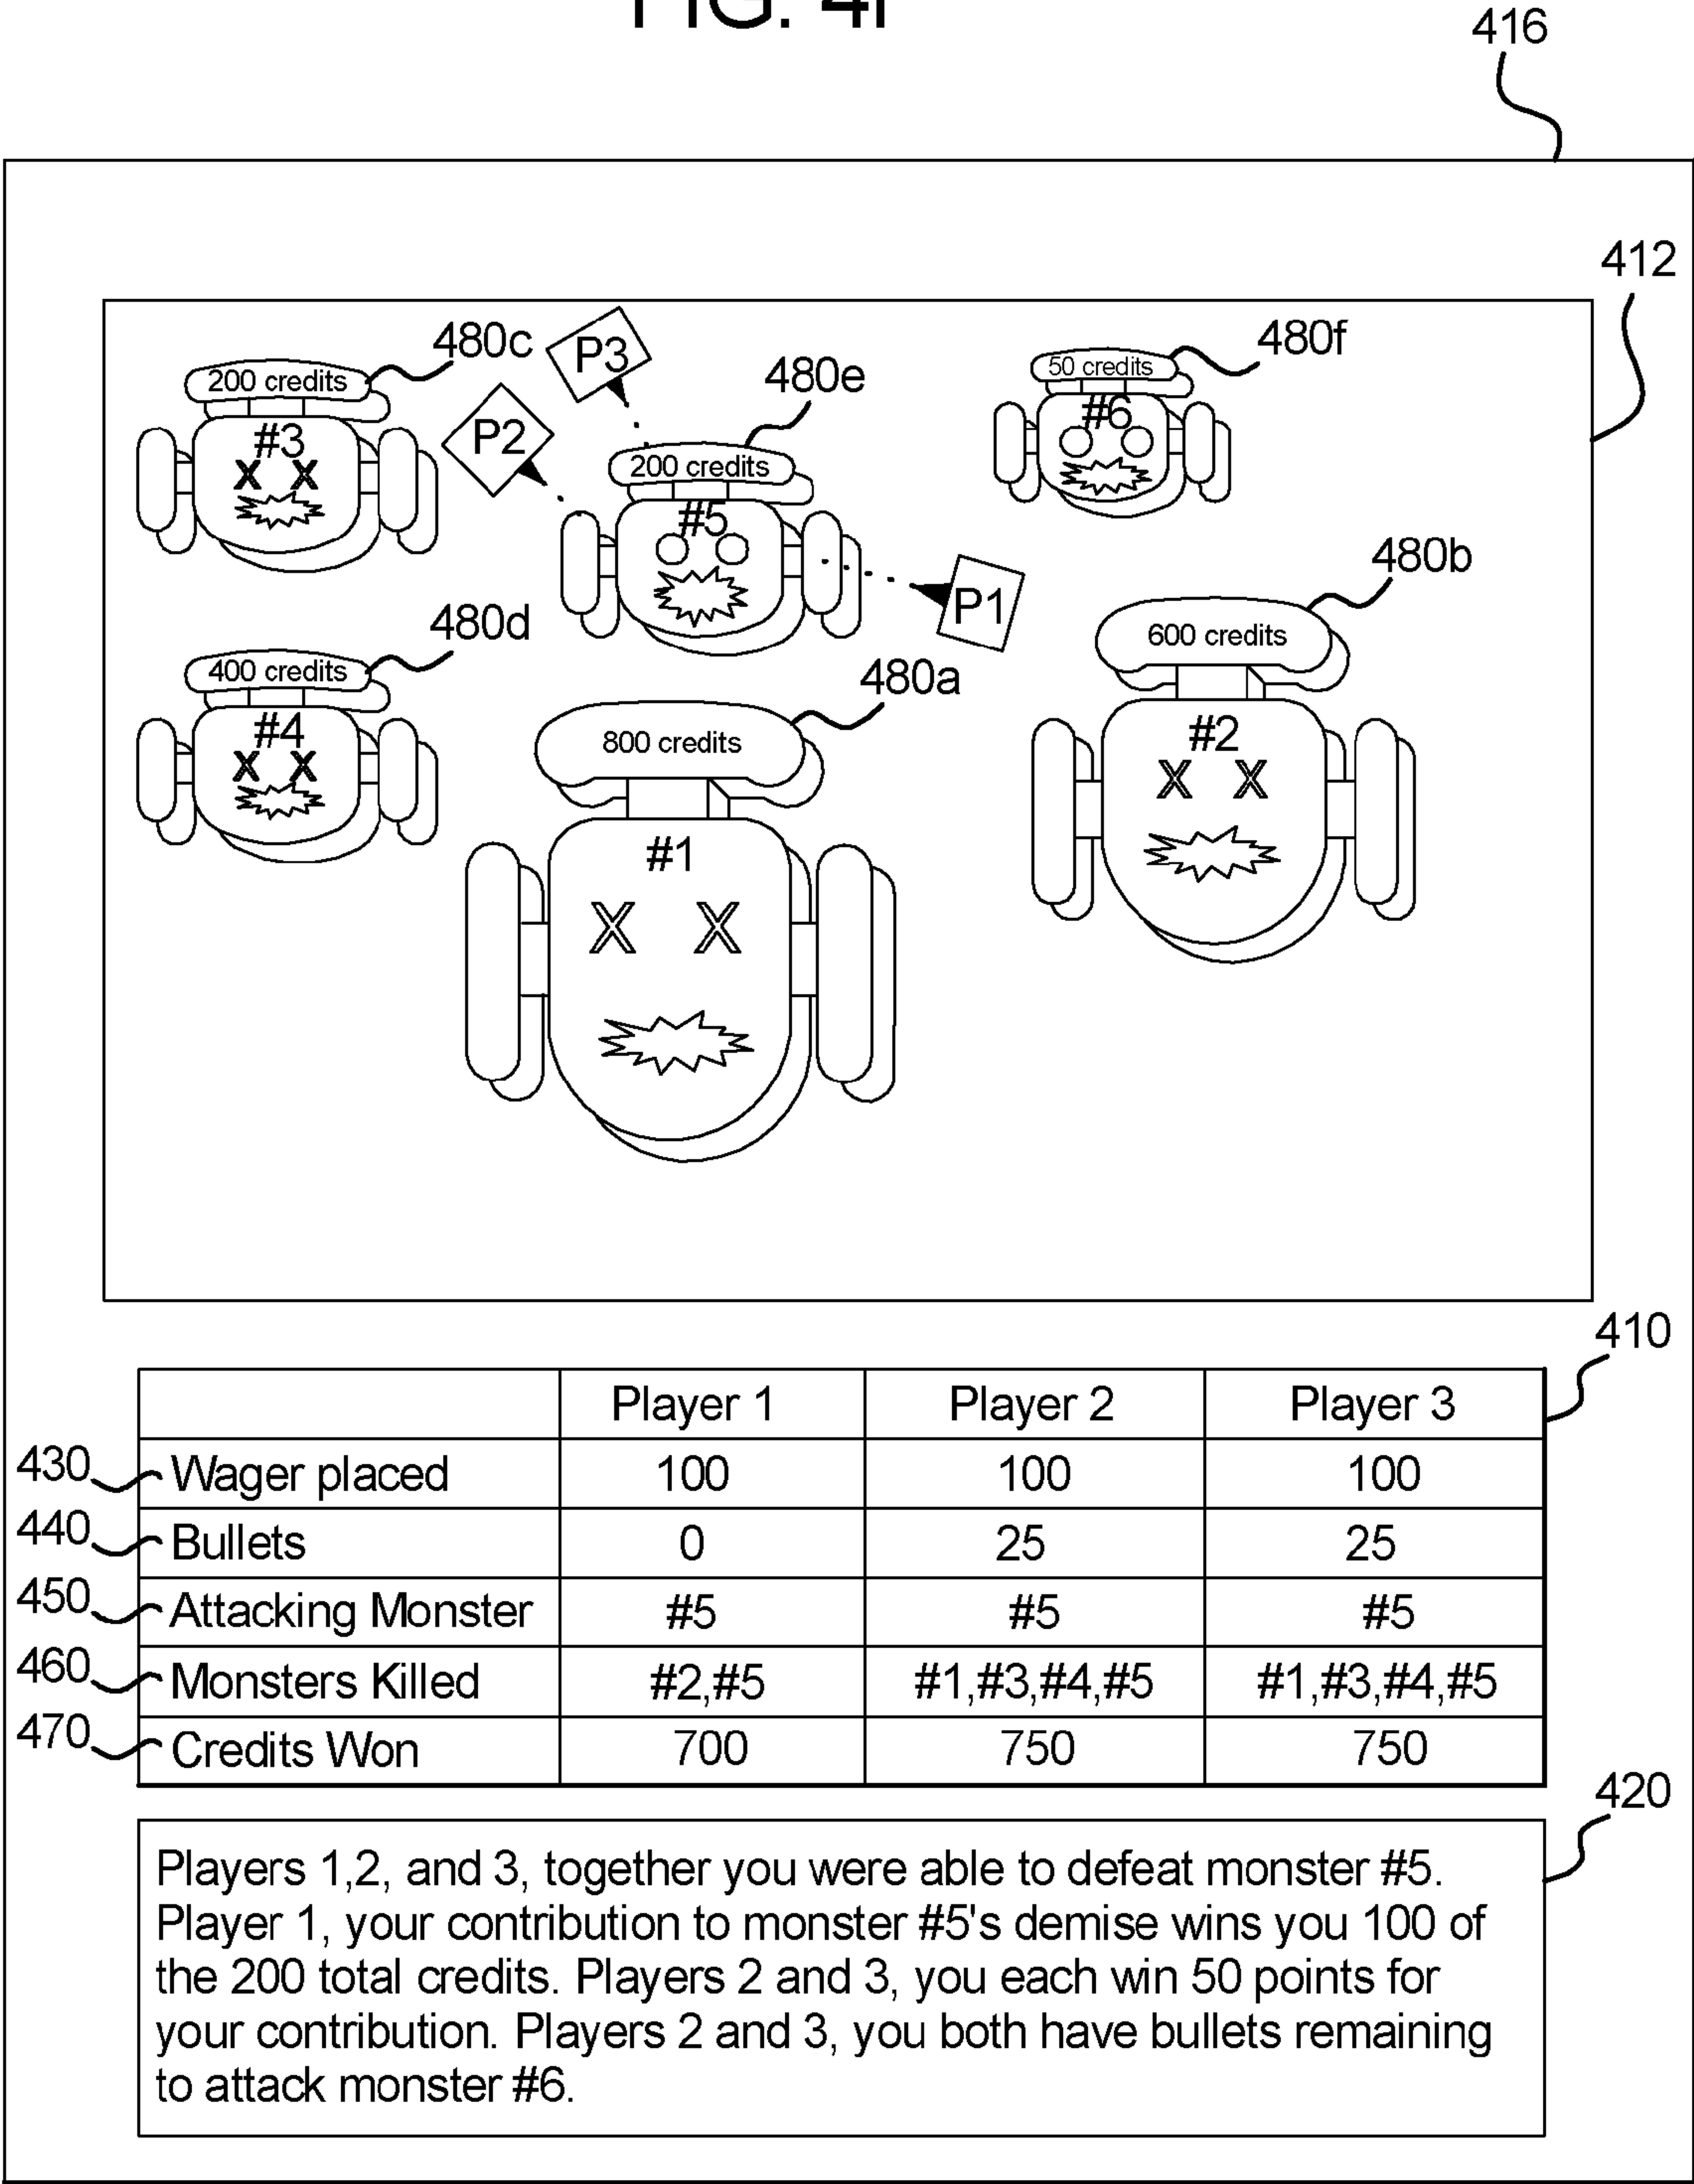 416
412
480c
P3
480e
480f
200 credits
50 credits
#3
P2
#6
200 credits
#5
480b
P1
480d
600 credits
400 credits
480a
#4
800 credits
#2
#1
410
Player 1 Player 2 Player 3
430 Wager placed 100 100 100
440 Bullets 0 25 25
450 Attacking Monster #5 #5 #5
460 Monsters Killed #2,#5 #1,#3,#4,#5 #1,#3,#4,#5
470 Credits Won 700 750 750
420
Players 1,2, and 3, together you were able to defeat monster #5.
Player 1, your contribution to monster #5's demise wins you 100 of
the 200 total credits. Players 2 and 3, you each win 50 points for
your contribution. Players 2 and 3, you both have bullets remaining
to attack monster #6.